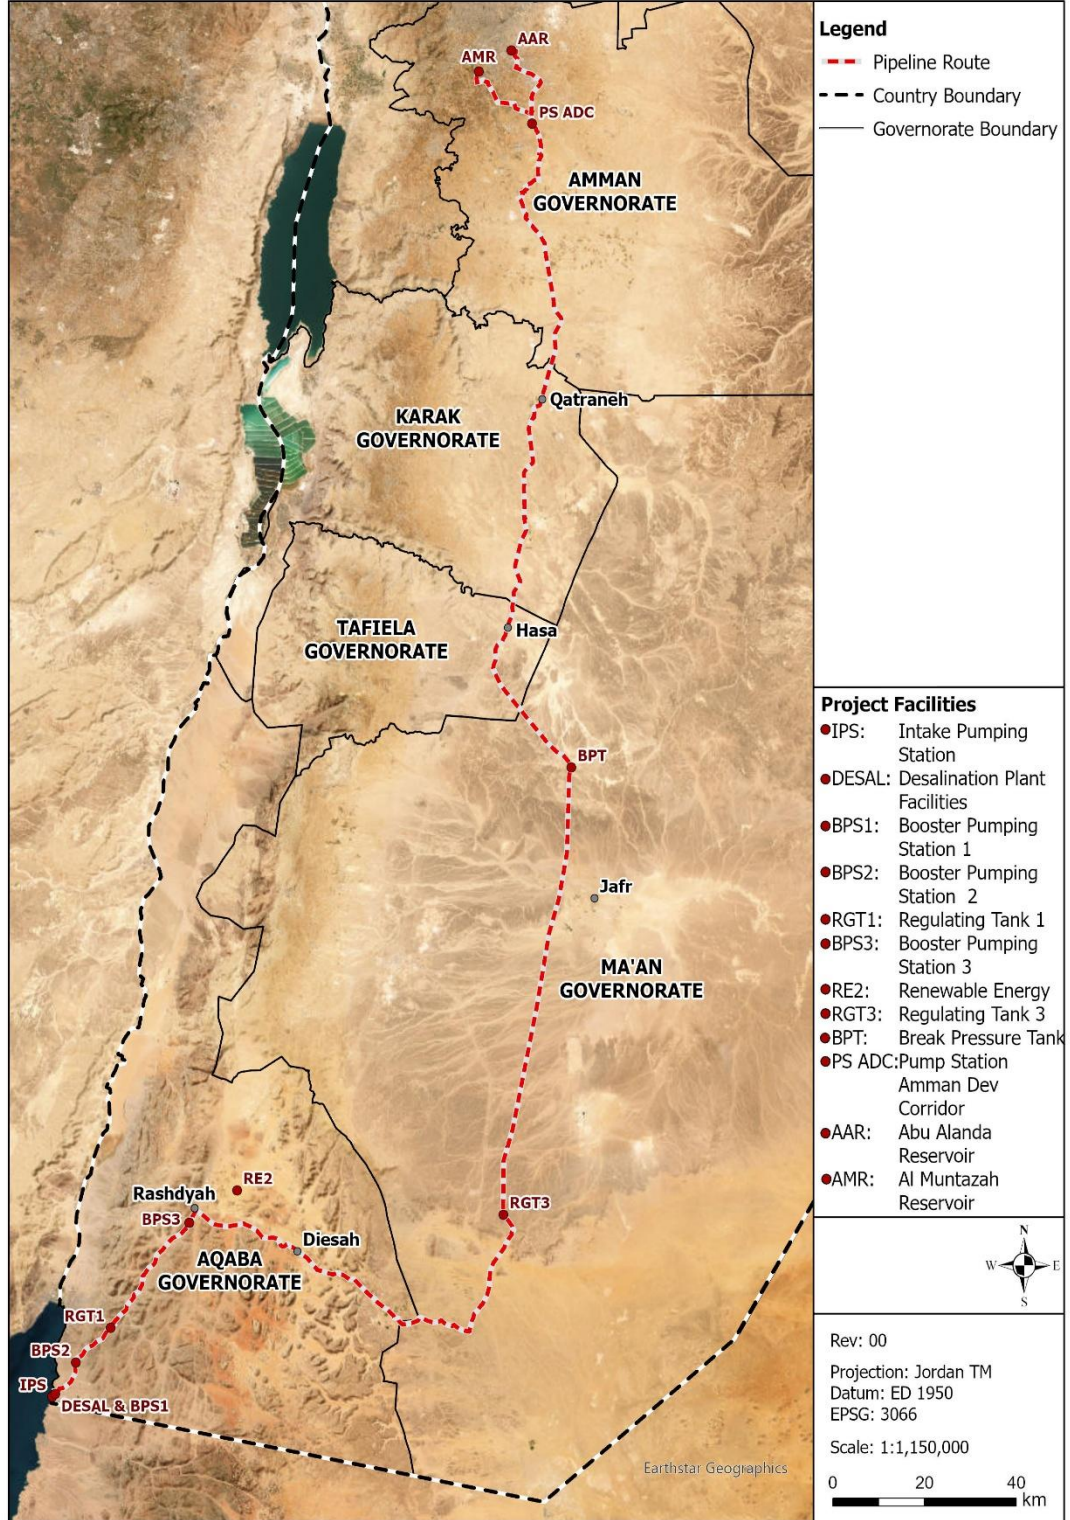 AAR
AMR
PS ADC
AMMAN
GOVERNORATE
Qatraneh
KARAK
GOVERNORATE
Hasa
TAFIELA
GOVERNORATE
BPT
Jafr
MA'AN
GOVERNORATE
RE2
Rashdyah
BPS3
RGT3
Diesah
AQABA
GOVERNORATE
RGT1
BPS2
IPS
DESAL & BPS1
Earthstar Geographics
Legend
Pipeline Route
Country Boundary
Governorate Boundary
Project Facilities
IPS: Intake Pumping
Station
DESAL: Desalination Plant
Facilities
BPS1: Booster Pumping
Station 1
BPS2: Booster Pumping
Station 2
RGT1: Regulating Tank 1
BPS3: Booster Pumping
Station 3
RE2: Renewable Energy
RGT3: Regulating Tank 3
BPT: Break Pressure Tank
PS ADC: Pump Station
Amman Dev
Corridor
AAR: Abu Alanda
Reservoir
AMR: Al Muntazah
Reservoir
N
W E
S
Rev: 00
Projection: Jordan TM
Datum: ED 1950
EPSG: 3066
Scale: 1:1,150,000
0 20 40
km